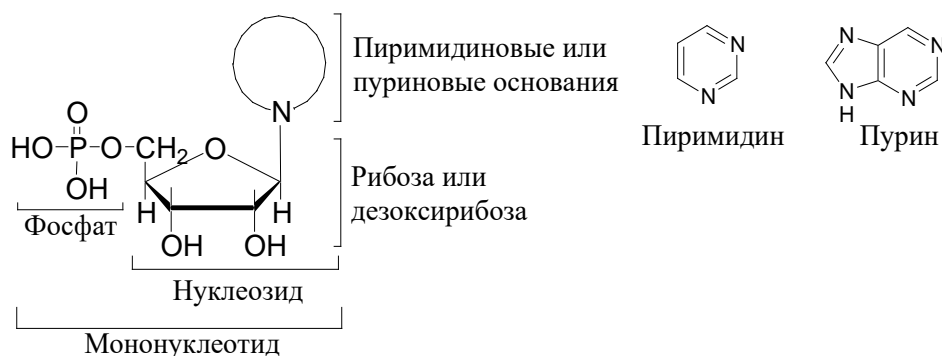 Пиримидиновые или
пуриновые основания
N
O
HO-P-O-CH2
OH
O
H
H
OH
OH
Рибоза или
дезоксирибоза
Фосфат
Нуклеозид
Мононуклеотид
N
N
Пиримидин
N
N
H
N
N
Пурин